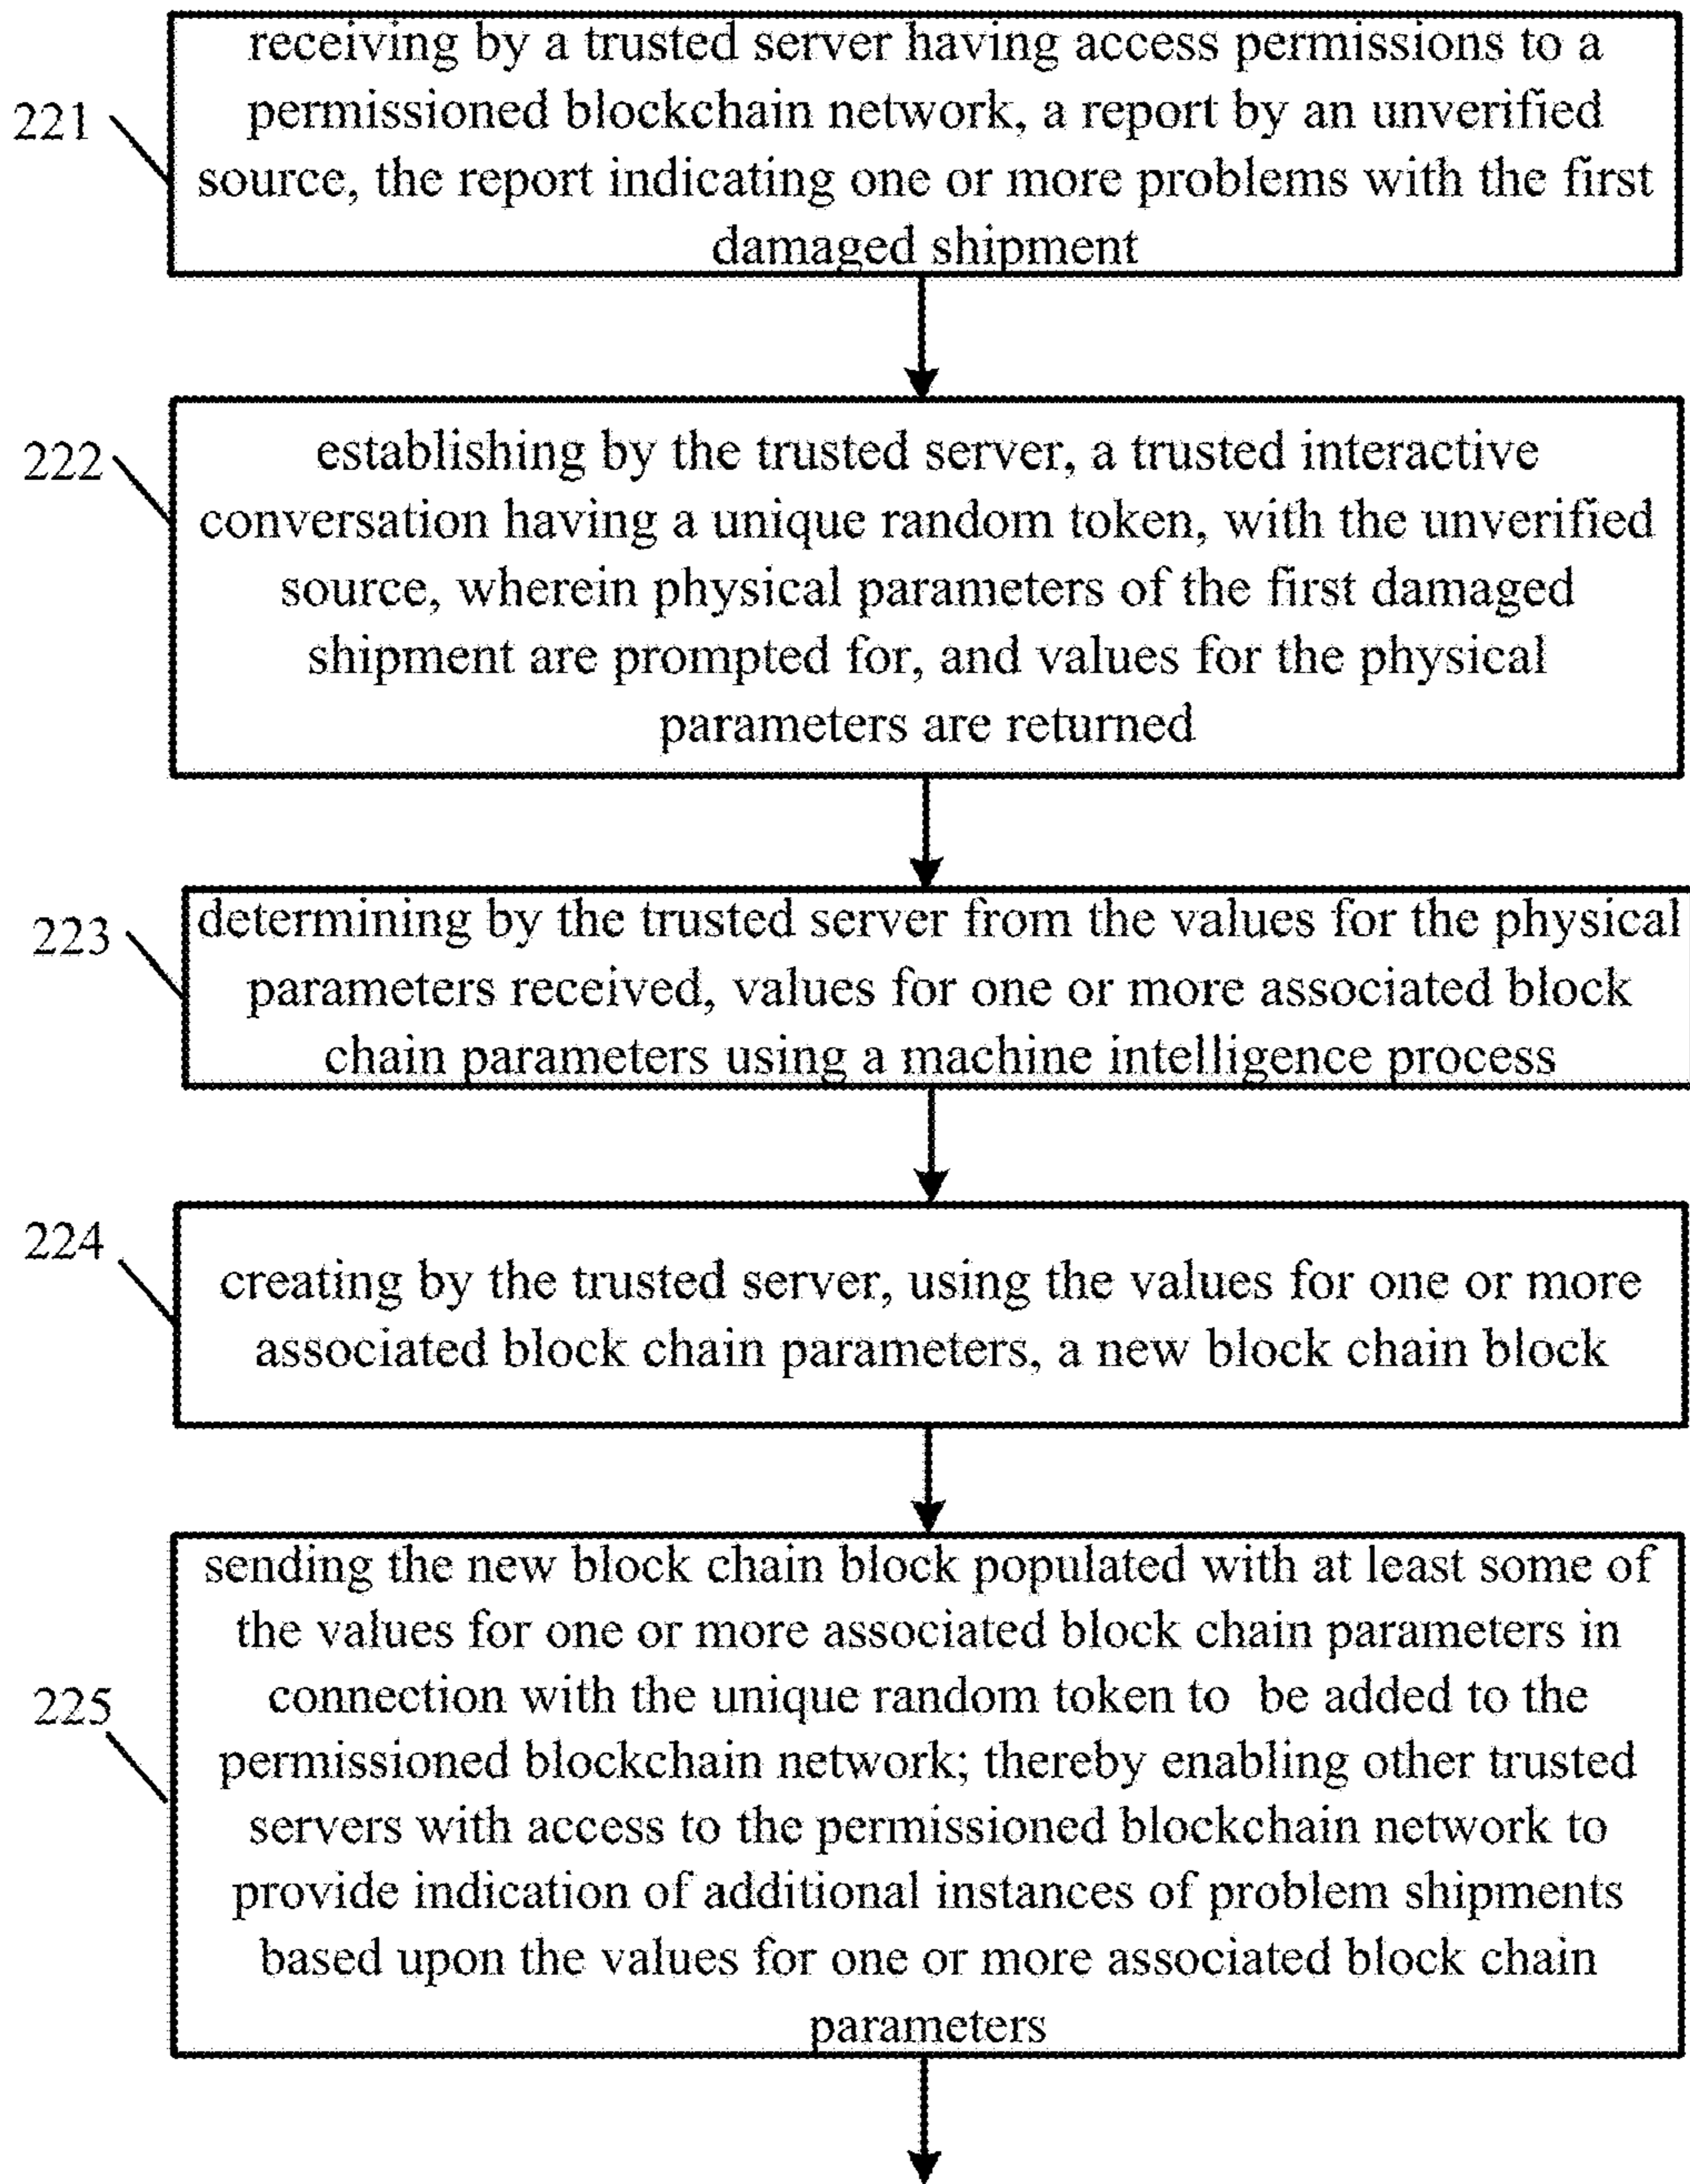 receiving by a trusted server having access permissions to a
permissioned blockchain network, a report by an unverified
source, the report indicating one or more problems with the first
damaged shipment
221
establishing by the trusted server, a trusted interactive
conversation having a unique random token, with the unverified
source, wherein physical parameters of the first damaged
shipment are prompted for, and values for the physical
parameters are returned
222
determining by the trusted server from the values for the physical
parameters received, values for one or more associated block
chain parameters using a machine intelligence process
223
creating by the trusted server, using the values for one or more
associated block chain parameters, a new block chain block
224
sending the new block chain block populated with at least some of
the values for one or more associated block chain parameters in
connection with the unique random token to be added to the
permissioned blockchain network; thereby enabling other trusted
servers with access to the permissioned blockchain network to
provide indication of additional instances of problem shipments
based upon the values for one or more associated block chain
parameters
225